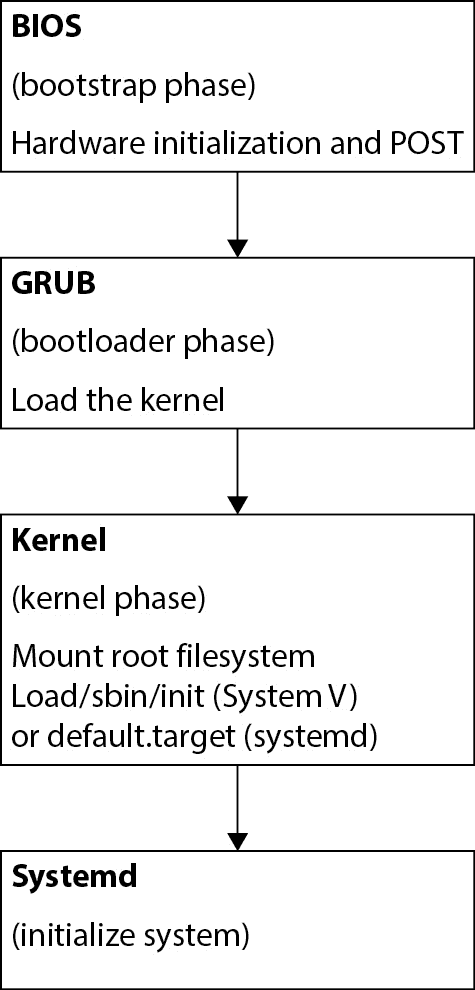 BIOS
(bootstrap phase)
Hardware initialization and POST
GRUB
(bootloader phase)
Load the kernel
Kernel
(kernel phase)
Mount root filesystem
Load/sbin/init (System V)
or default.target (systemd)
Systemd
(initialize system)